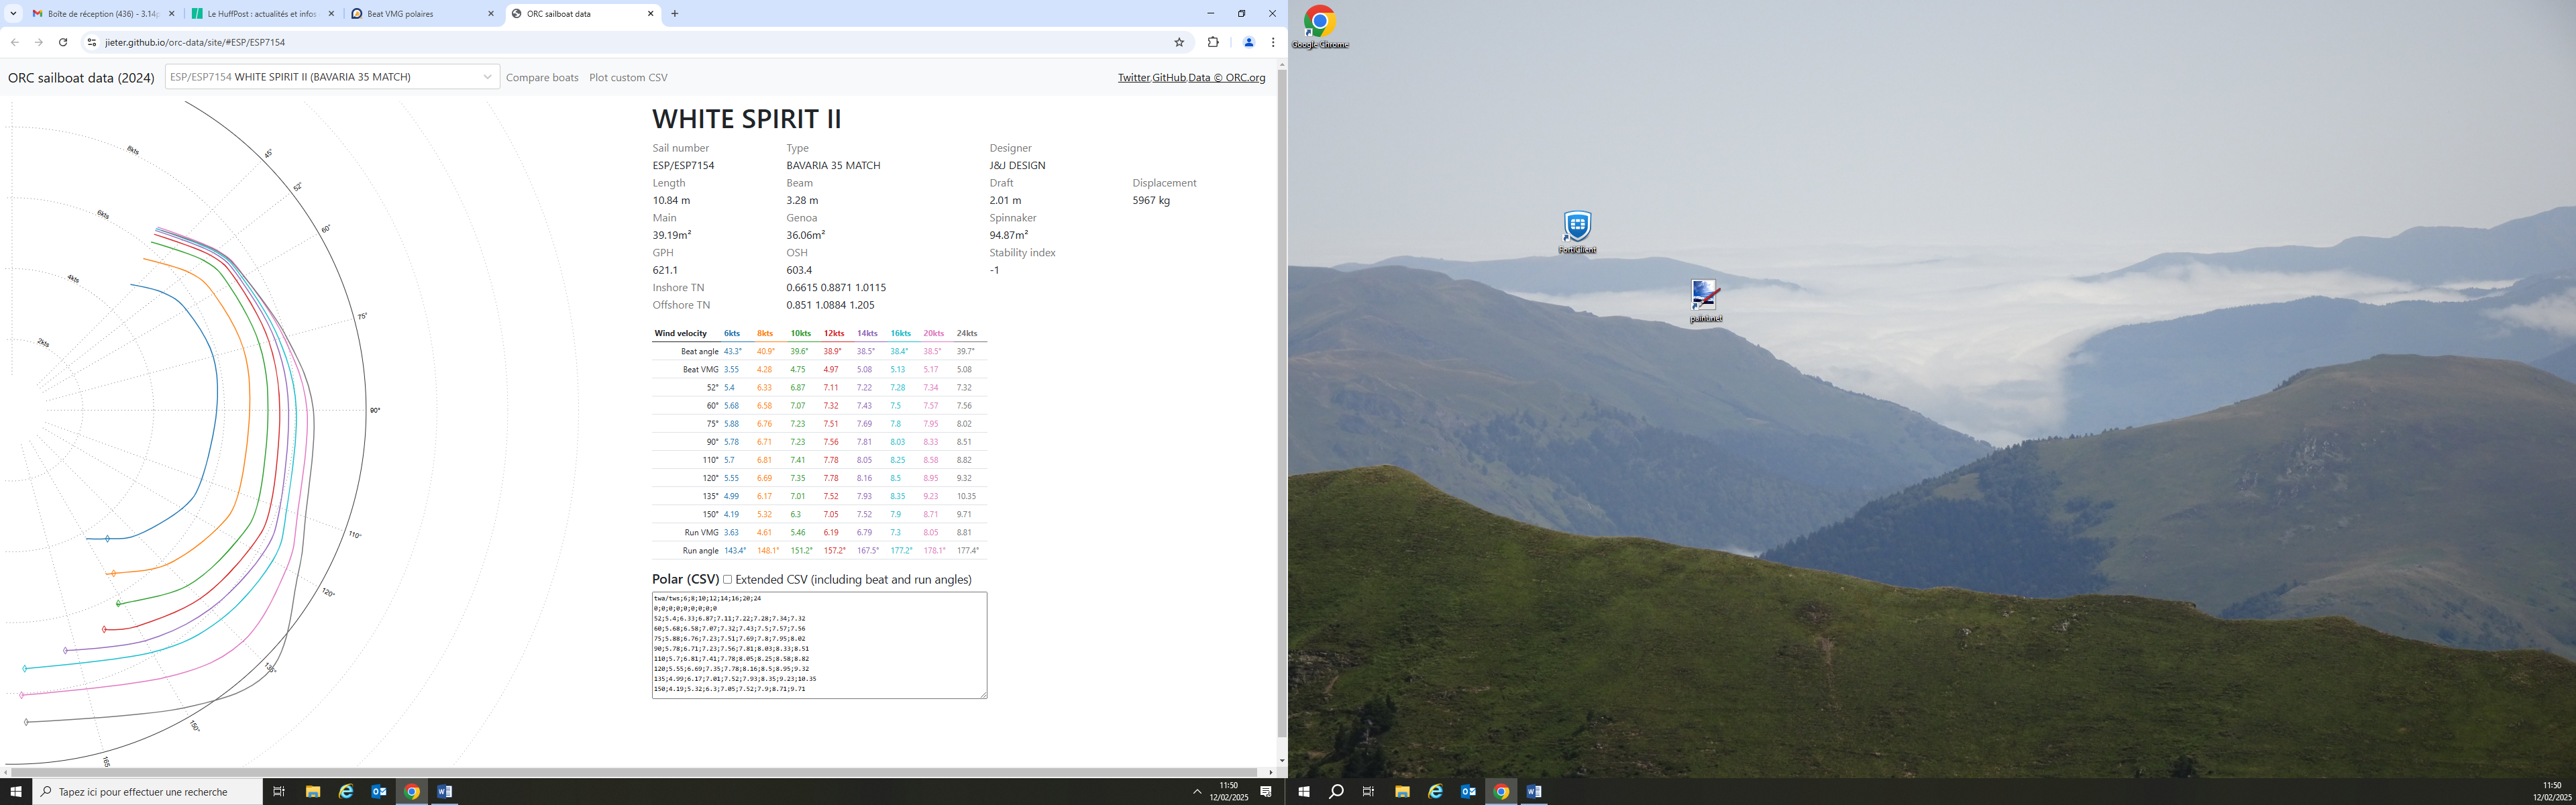 Boîte de réception (436) - 3.14
Le HuffPost : actualités et infos
Beat VMG polaires
ORC sailboat data
jieter.github.io/orc-data/site/#ESP/ESP7154
ORC sailboat data (2024)
ESP/ESP7154 WHITE SPIRIT II (BAVARIA 35 MATCH)
Compare boats
Plot custom CSV
Twitter,GitHub,Data © ORC.org
8kts
6kts
4kts
2kts
45°
52°
60°
75°
90°
110°
120°
135°
150°
165
WHITE SPIRIT II
Sail number Type Designer
ESP/ESP7154 BAVARIA 35 MATCH J&J DESIGN
Length Beam Draft Displacement
10.84 m 3.28 m 2.01 m 5967 kg
Main Genoa Spinnaker
39.19m² 36.06m² 94.87m²
GPH OSH Stability index
621.1 603.4 -1
Inshore TN 0.6615 0.8871 1.0115
Offshore TN 0.851 1.0884 1.205
Wind velocity 6kts 8kts 10kts 12kts 14kts 16kts 20kts 24kts
Beat angle 43.3° 40.9° 39.6° 38.9° 38.5° 38.4° 38.5° 39.7°
Beat VMG 3.55 4.28 4.75 4.97 5.08 5.13 5.17 5.08
52° 5.4 6.33 6.87 7.11 7.22 7.28 7.34 7.32
60° 5.68 6.58 7.07 7.32 7.43 7.5 7.57 7.56
75° 5.88 6.76 7.23 7.51 7.69 7.8 7.95 8.02
90° 5.78 6.71 7.23 7.56 7.81 8.03 8.33 8.51
110° 5.7 6.81 7.41 7.78 8.05 8.25 8.58 8.82
120° 5.55 6.69 7.35 7.78 8.16 8.5 8.95 9.32
135° 4.99 6.17 7.01 7.52 7.93 8.35 9.23 10.35
150° 4.19 5.32 6.3 7.05 7.52 7.9 8.71 9.71
Run VMG 3.63 4.61 5.46 6.19 6.79 7.3 8.05 8.81
Run angle 143.4° 148.1° 151.2° 157.2° 167.5° 177.2° 178.1° 177.4°
Polar (CSV) Extended CSV (including beat and run angles)
twa/tws;6;8;10;12;14;16;20;24
0;0;0;0;0;0;0;0;0
52;5.4;6.33;6.87;7.11;7.22;7.28;7.34;7.32
60;5.68;6.58;7.07;7.32;7.43;7.5;7.57;7.56
75;5.88;6.76;7.23;7.51;7.69;7.8;7.95;8.02
90;5.78;6.71;7.23;7.56;7.81;8.03;8.33;8.51
110;5.7;6.81;7.41;7.78;8.05;8.25;8.58;8.82
120;5.55;6.69;7.35;7.78;8.16;8.5;8.95;9.32
135;4.99;6.17;7.01;7.52;7.93;8.35;9.23;10.35
150;4.19;5.32;6.3;7.05;7.52;7.9;8.71;9.71
Tapez ici pour effectuer une recherche
11:50
12/02/2025
Google Chrome
FortiClient
paint.net
11:50
12/02/2025